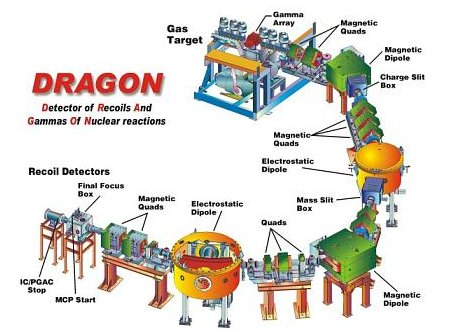 Gas
Target
Gamma
Array
Magnetic
Quads
Magnetic
Dipole
Charge Slit
Box
DRAGON
Detector of Recoils And
Gammas Of Nuclear reactions
Magnetic
Quads
Electrostatic
Dipole
Mass Slit
Box
Recoil Detectors
Final Focus
Box
Magnetic
Quads
Electrostatic
Dipole
Quads
Magnetic
Dipole
IC/PGAC
Stop
MCP Start